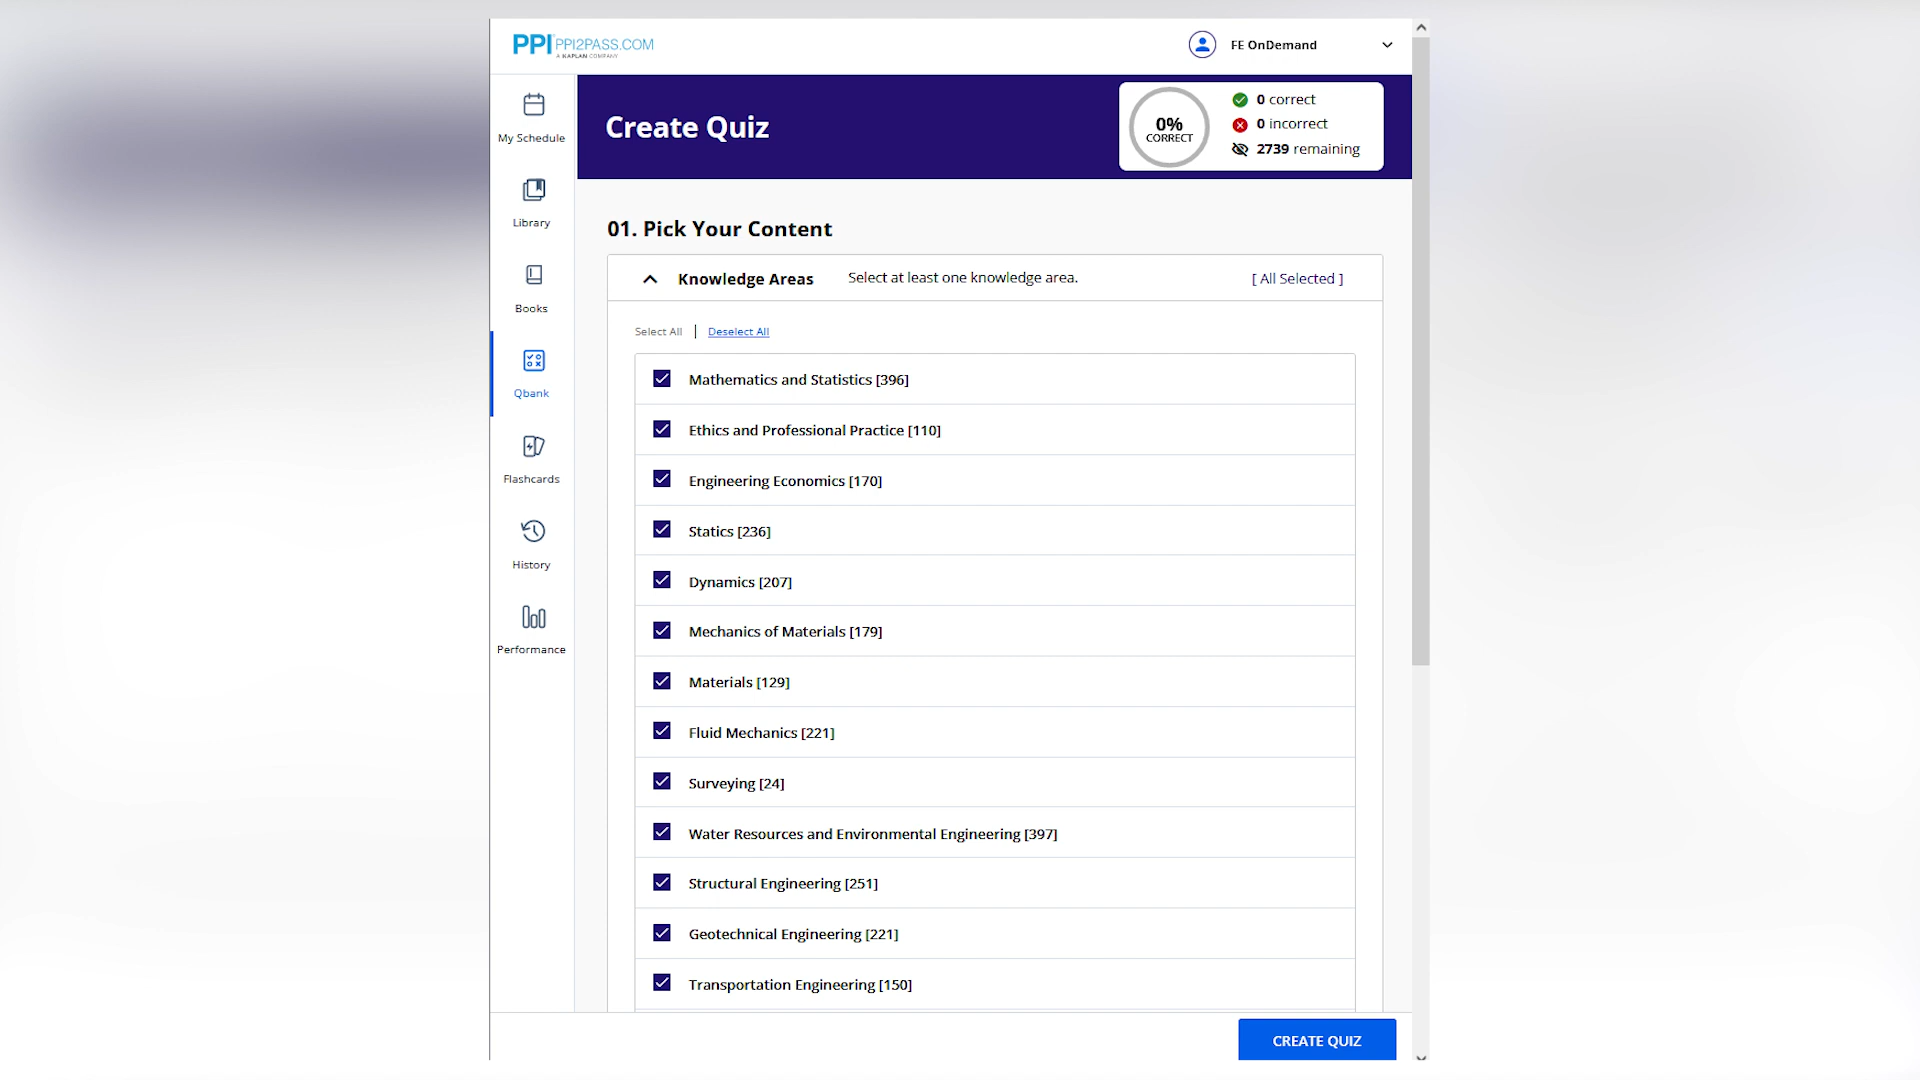 PPI PPI2PASS.COM
A KAPLAN COMPANY
FE OnDemand
My Schedule
Library
Books
Qbank
Flashcards
History
Performance
Create Quiz
0%
CORRECT
0 correct
0 incorrect
2739 remaining
01. Pick Your Content
Knowledge Areas Select at least one knowledge area. [ All Selected ]
Select All | Deselect All
Mathematics and Statistics [396]
Ethics and Professional Practice [110]
Engineering Economics [170]
Statics [236]
Dynamics [207]
Mechanics of Materials [179]
Materials [129]
Fluid Mechanics [221]
Surveying [24]
Water Resources and Environmental Engineering [397]
Structural Engineering [251]
Geotechnical Engineering [221]
Transportation Engineering [150]
CREATE QUIZ